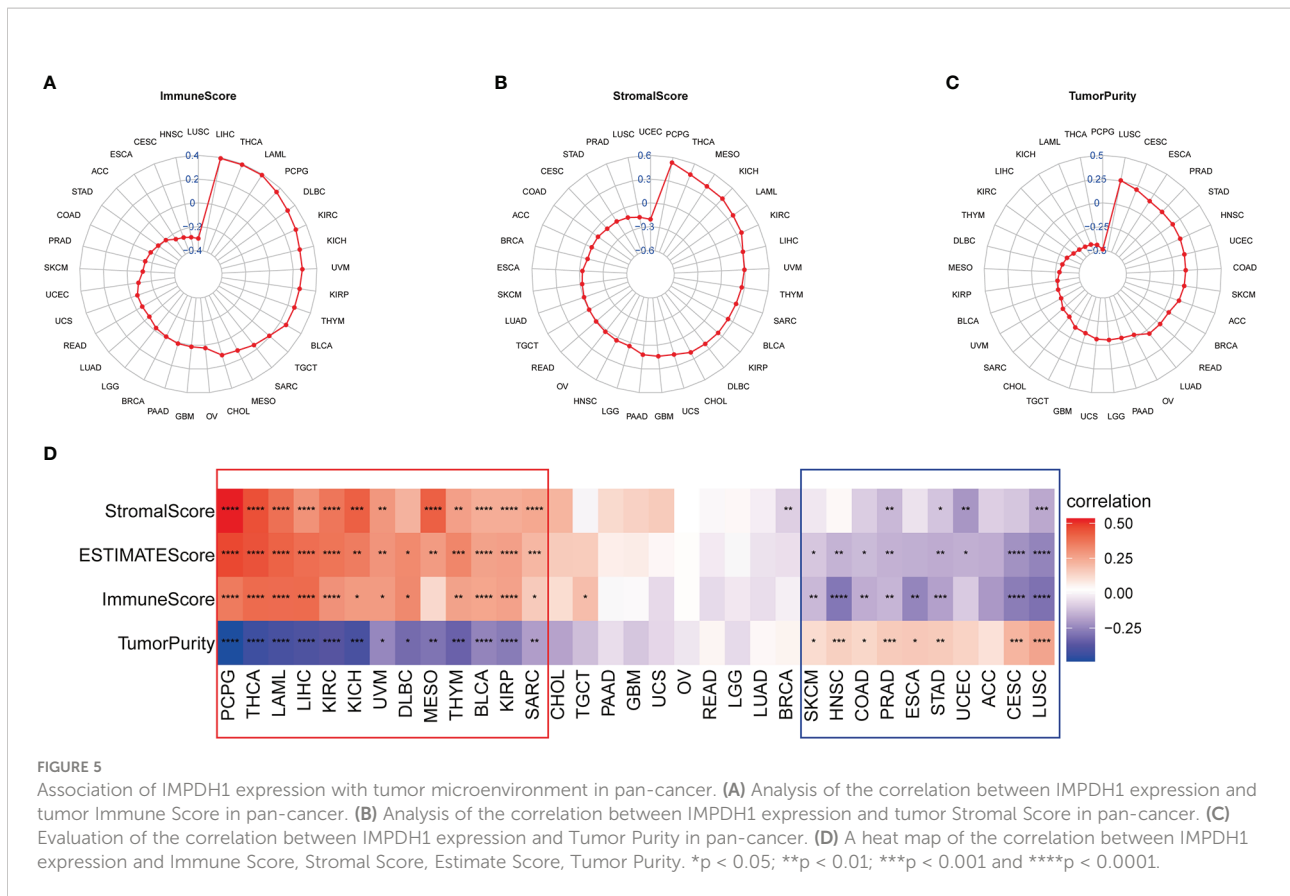 A
ImmuneScore
LUSC
LIHC
THCA
LAML
PCPG
DLBC
KIRC
KICH
UVM
KIRP
THYM
BLCA
TGCT
SARC
MESO
CHOL
OV
GBM
PAAD
BRCA
LGG
LUAD
READ
UCS
UCEC
SKCM
PRAD
COAD
STAD
ACC
ESCA
CESC
HNSC
0.4
0.2
0
−0.2
−0.4
B
StromalScore
UCEC
PCPG
THCA
MESO
KICH
LAML
KIRC
LIHC
UVM
THYM
SARC
BLCA
KIRP
DLBC
CHOL
UCS
GBM
PAAD
LGG
HNSC
OV
READ
TGCT
LUAD
SKCM
ESCA
BRCA
ACC
COAD
CESC
STAD
PRAD
LUSC
0.6
0.3
0
−0.3
−0.6
C
TumorPurity
PCPG
LUSC
CESC
ESCA
PRAD
STAD
HNSC
UCEC
COAD
SKCM
ACC
BRCA
READ
LUAD
OV
PAAD
LGG
UCS
GBM
TGCT
CHOL
SARC
UVM
BLCA
KIRP
MESO
DLBC
THYM
KIRC
LIHC
KICH
LAML
THCA
0.5
0.25
0
D
StromalScore **** **** **** **** **** *** ** **** ** **** **** **** ** ** * ** ***
ESTIMATEScore **** **** **** **** **** ** ** * ** *** **** **** *** * ** * ** ** * **** ****
ImmuneScore **** **** **** **** **** * * * ** **** **** * * ** **** ** ** ** *** **** ****
TumorPurity **** **** **** **** **** *** * * ** *** **** **** ** * *** * *** * ** *** ****
PCPG THCA LAML LIHC KIRC KICH UVM DLBC MESO THYM BLCA KIRP SARC CHOL TGCT PAAD GBM UCS OV READ LGG LUAD BRCA SKCM HNSC COAD PRAD ESCA STAD UCEC ACC CESC LUSC
correlation
0.50
0.25
0.00
−0.25
FIGURE 5
Association of IMPDH1 expression with tumor microenvironment in pan-cancer. (A) Analysis of the correlation between IMPDH1 expression and
tumor Immune Score in pan-cancer. (B) Analysis of the correlation between IMPDH1 expression and tumor Stromal Score in pan-cancer. (C)
Evaluation of the correlation between IMPDH1 expression and Tumor Purity in pan-cancer. (D) A heat map of the correlation between IMPDH1
expression and Immune Score, Stromal Score, Estimate Score, Tumor Purity. *p < 0.05; **p < 0.01; ***p < 0.001 and ****p < 0.0001.